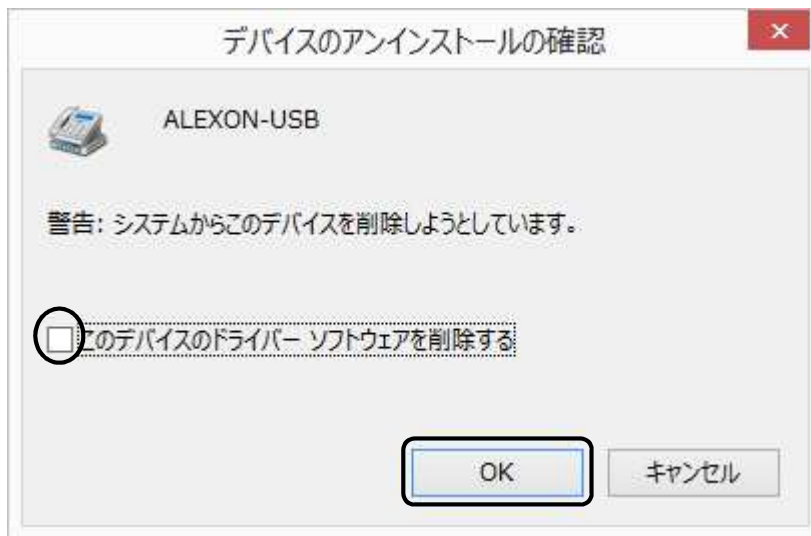 デバイスのアンインストールの確認
ALEXON-USB
警告: システムからこのデバイスを削除しようとしています。
このデバイスのドライバー ソフトウェアを削除する
OK
キャンセル